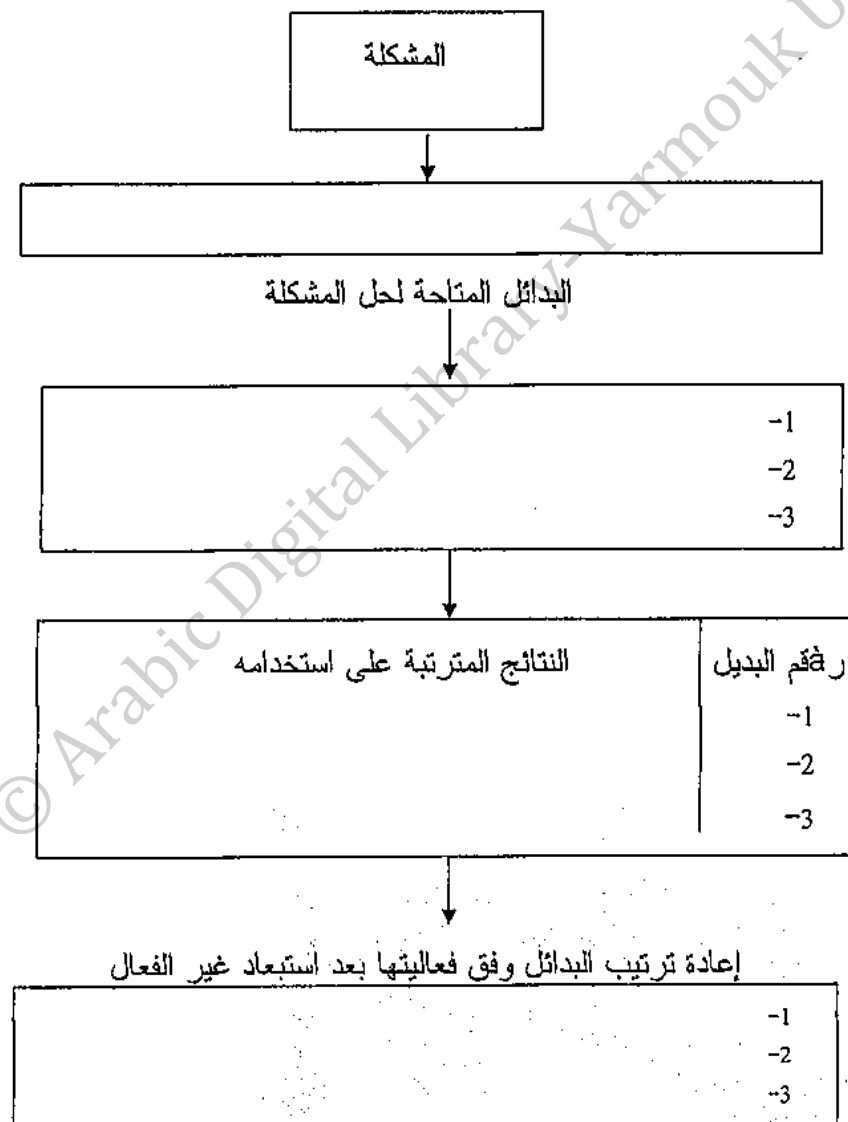 المشكلة
البدائل المتاحة لحل المشكلة
1-
2-
3-
رàقم البديل النتائج المترتبة على استخدامه
1-
2-
3-
إعادة ترتيب البدائل وفق فعاليتها بعد استبعاد غير الفعال
1-
2-
3-
© Arabic Digital Library-Yarmouk U